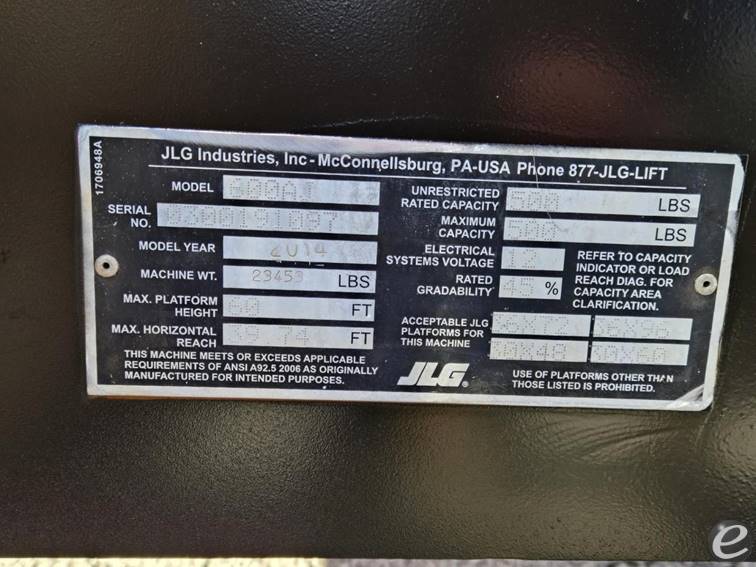 1706948A
JLG Industries, Inc - McConnellsburg, PA-USA Phone 877-JLG-LIFT
MODEL 600AJ
SERIAL NO. 0300191097
MODEL YEAR 2014
MACHINE WT. 23453 LBS
MAX. PLATFORM HEIGHT 60 FT
MAX. HORIZONTAL REACH 39 74 FT
THIS MACHINE MEETS OR EXCEEDS APPLICABLE
REQUIREMENTS OF ANSI A92.5 2006 AS ORIGINALLY
MANUFACTURED FOR INTENDED PURPOSES.
UNRESTRICTED RATED CAPACITY 500 LBS
MAXIMUM CAPACITY 500 LBS
ELECTRICAL SYSTEMS VOLTAGE 12
RATED GRADABILITY 45 %
REFER TO CAPACITY
INDICATOR OR LOAD
REACH DIAG. FOR
CAPACITY AREA
CLARIFICATION.
ACCEPTABLE JLG
PLATFORMS FOR
THIS MACHINE
JLG
USE OF PLATFORMS OTHER THAN
THOSE LISTED IS PROHIBITED.
e